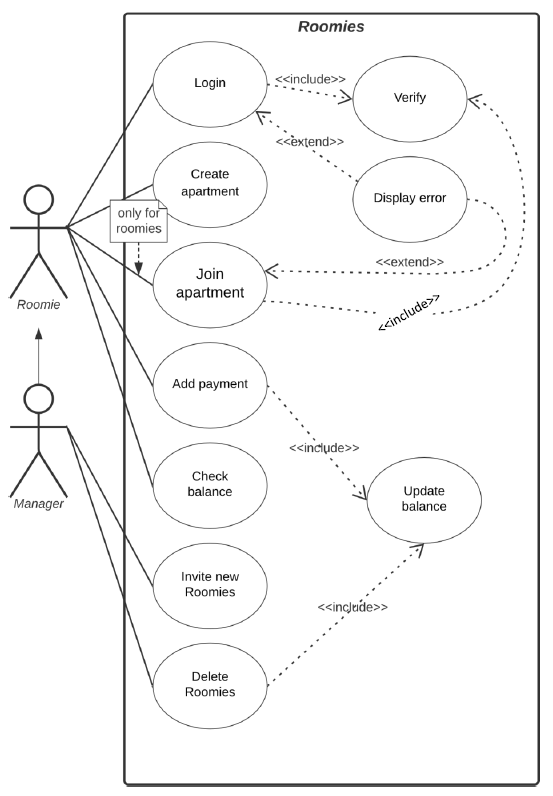 Roomies
Login
<<include>>
Verify
<<extend>>
Create
apartment
Display error
only for
roomies
Join
apartment
<<extend>>
<<include>>
Roomie
Add payment
Manager
<<include>>
Check
balance
Update
balance
Invite new
Roomies
<<include>>
Delete
Roomies